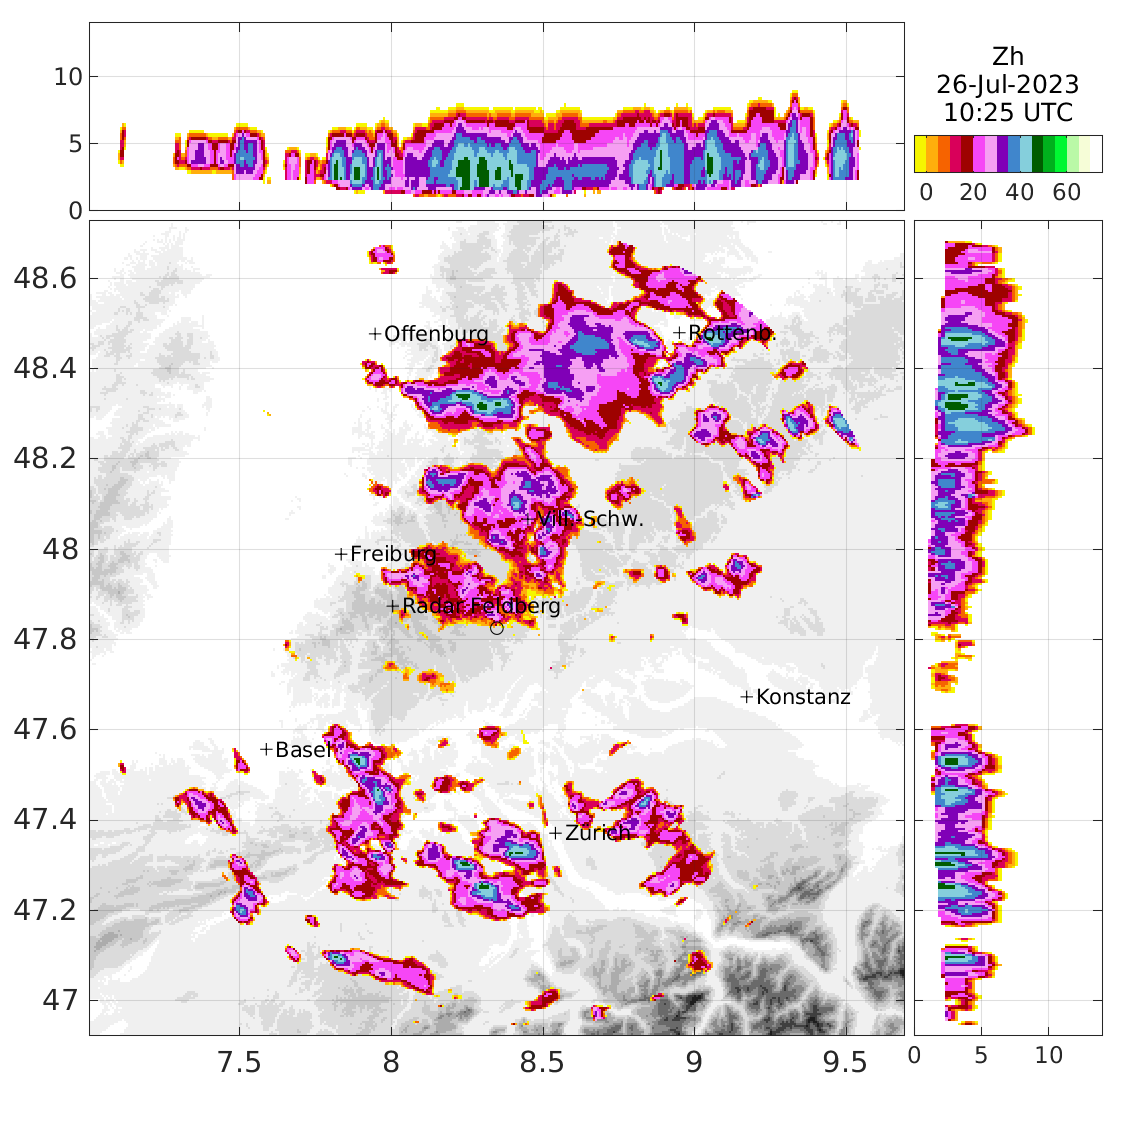 10
5
0
Zh
26-Jul-2023
10:25 UTC
0 20 40 60
48.6
48.4
48.2
48
47.8
47.6
47.4
47.2
47
+Offenburg
+Rottenb.
+Vill.-Schw.
+Freiburg
+Radar Feldberg
+Konstanz
+Basel
+Zürich
7.5 8 8.5 9 9.5
0 5 10